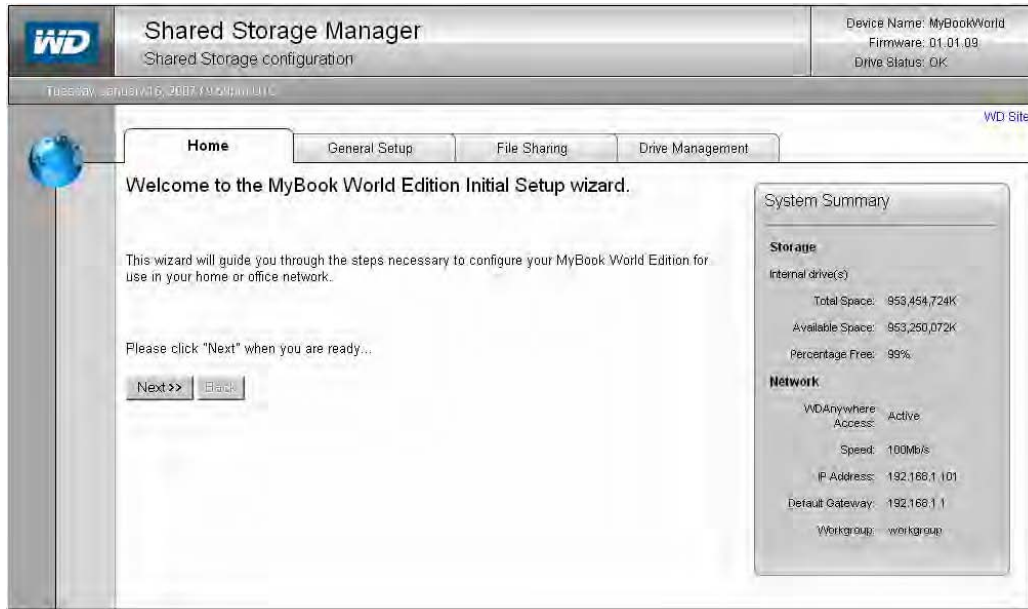 WD
Shared Storage Manager
Shared Storage configuration
Device Name: MyBookWorld
Firmware: 01.01.09
Drive Status: OK
Tuesday, January 16, 2007
WD Site
Home
General Setup
File Sharing
Drive Management
Welcome to the MyBook World Edition Initial Setup wizard.
This wizard will guide you through the steps necessary to configure your MyBook World Edition for
use in your home or office network.
Please click "Next" when you are ready...
Next>>
Back
System Summary
Storage
Internal drive(s)
Total Space: 953,454,724K
Available Space: 953,250,072K
Percentage Free: 99%
Network
WDAnywhere
Access: Active
Speed: 100Mb/s
IP Address: 192.168.1.101
Default Gateway: 192.168.1.1
Workgroup: workgroup